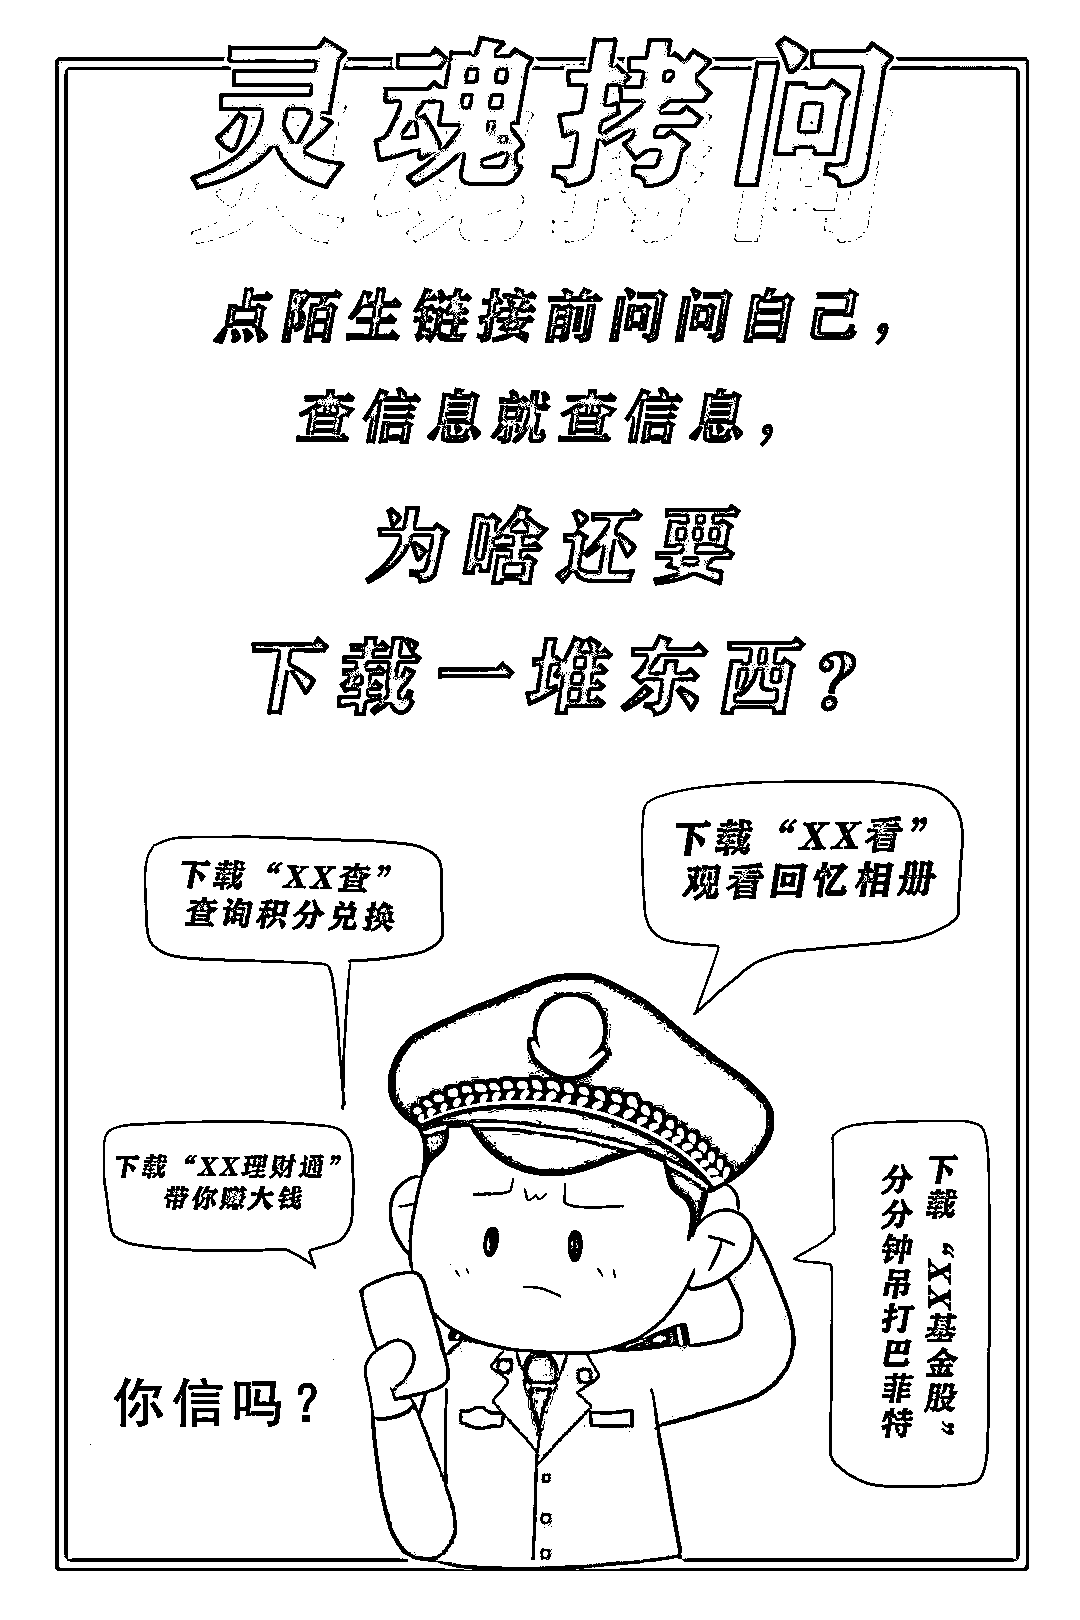 灵魂拷问
点陌生链接前问问自己，
查信息就查信息，
为啥还要
下载一堆东西？
下载“XX看”
观看回忆相册
下载“XX查”
查询积分兑换
下载“XX理财通”
带你赚大钱
下载“XX基金股”
分分钟吊打巴菲特
你信吗？